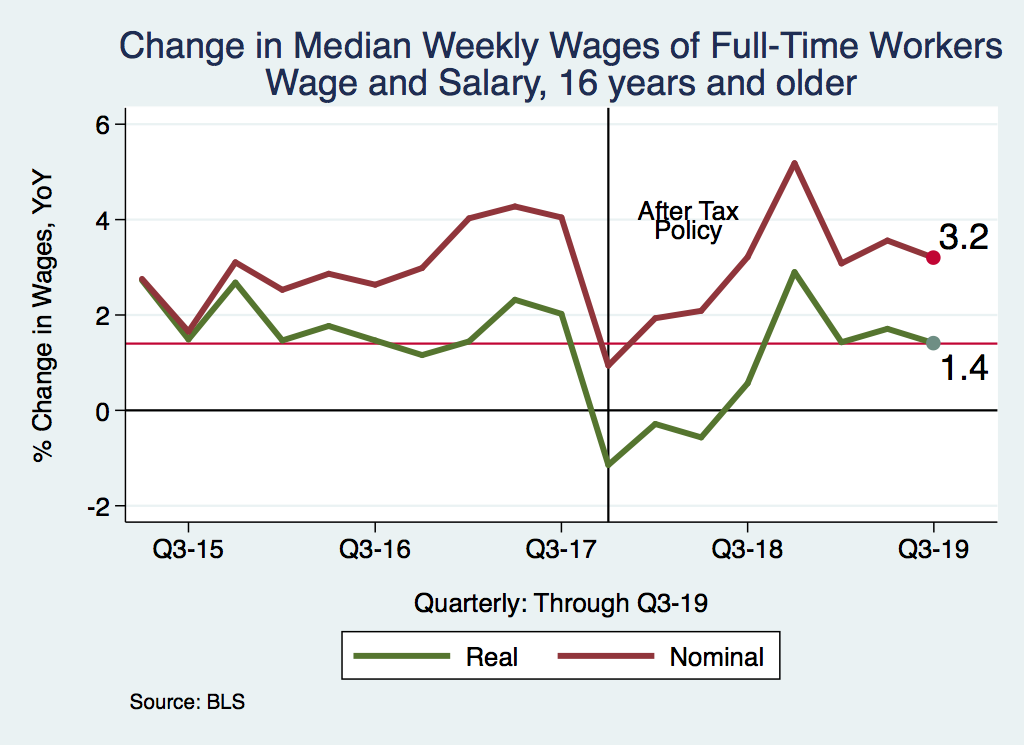 Change in Median Weekly Wages of Full-Time Workers
Wage and Salary, 16 years and older
% Change in Wages, YoY
6
4
2
0
-2
After Tax
Policy
3.2
1.4
Q3-15
Q3-16
Q3-17
Q3-18
Q3-19
Quarterly: Through Q3-19
Real
Nominal
Source: BLS